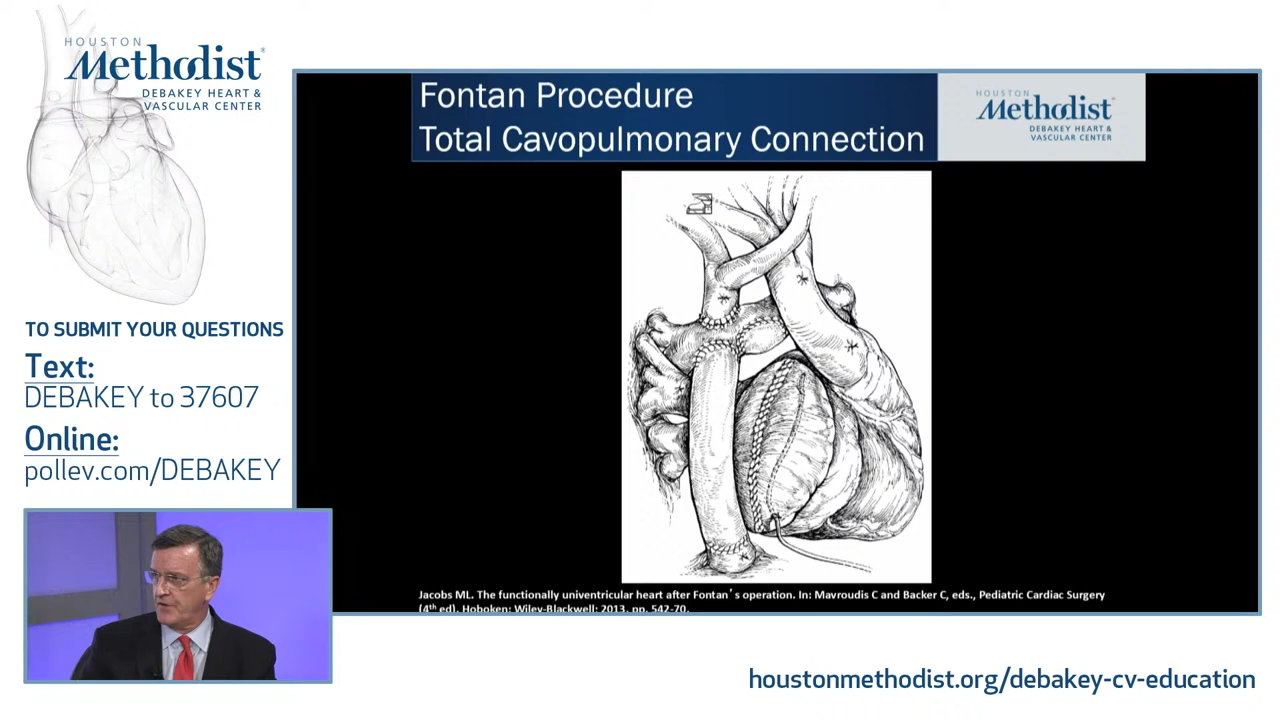 HOUSTON
Methodist®
DEBAKEY HEART &
VASCULAR CENTER
TO SUBMIT YOUR QUESTIONS
Text:
DEBAKEY to 37607
Online:
pollev.com/DEBAKEY
Fontan Procedure
Total Cavopulmonary Connection
HOUSTON
Methodist
DEBAKEY HEART &
VASCULAR CENTER
Jacobs ML. The functionally univentricular heart after Fontan's operation. In: Mavroudis C and Backer C, eds., Pediatric Cardiac Surgery
(4th ed). Hoboken: Wiley-Blackwell; 2013. pp. 542-70.
houstonmethodist.org/debakey-cv-education